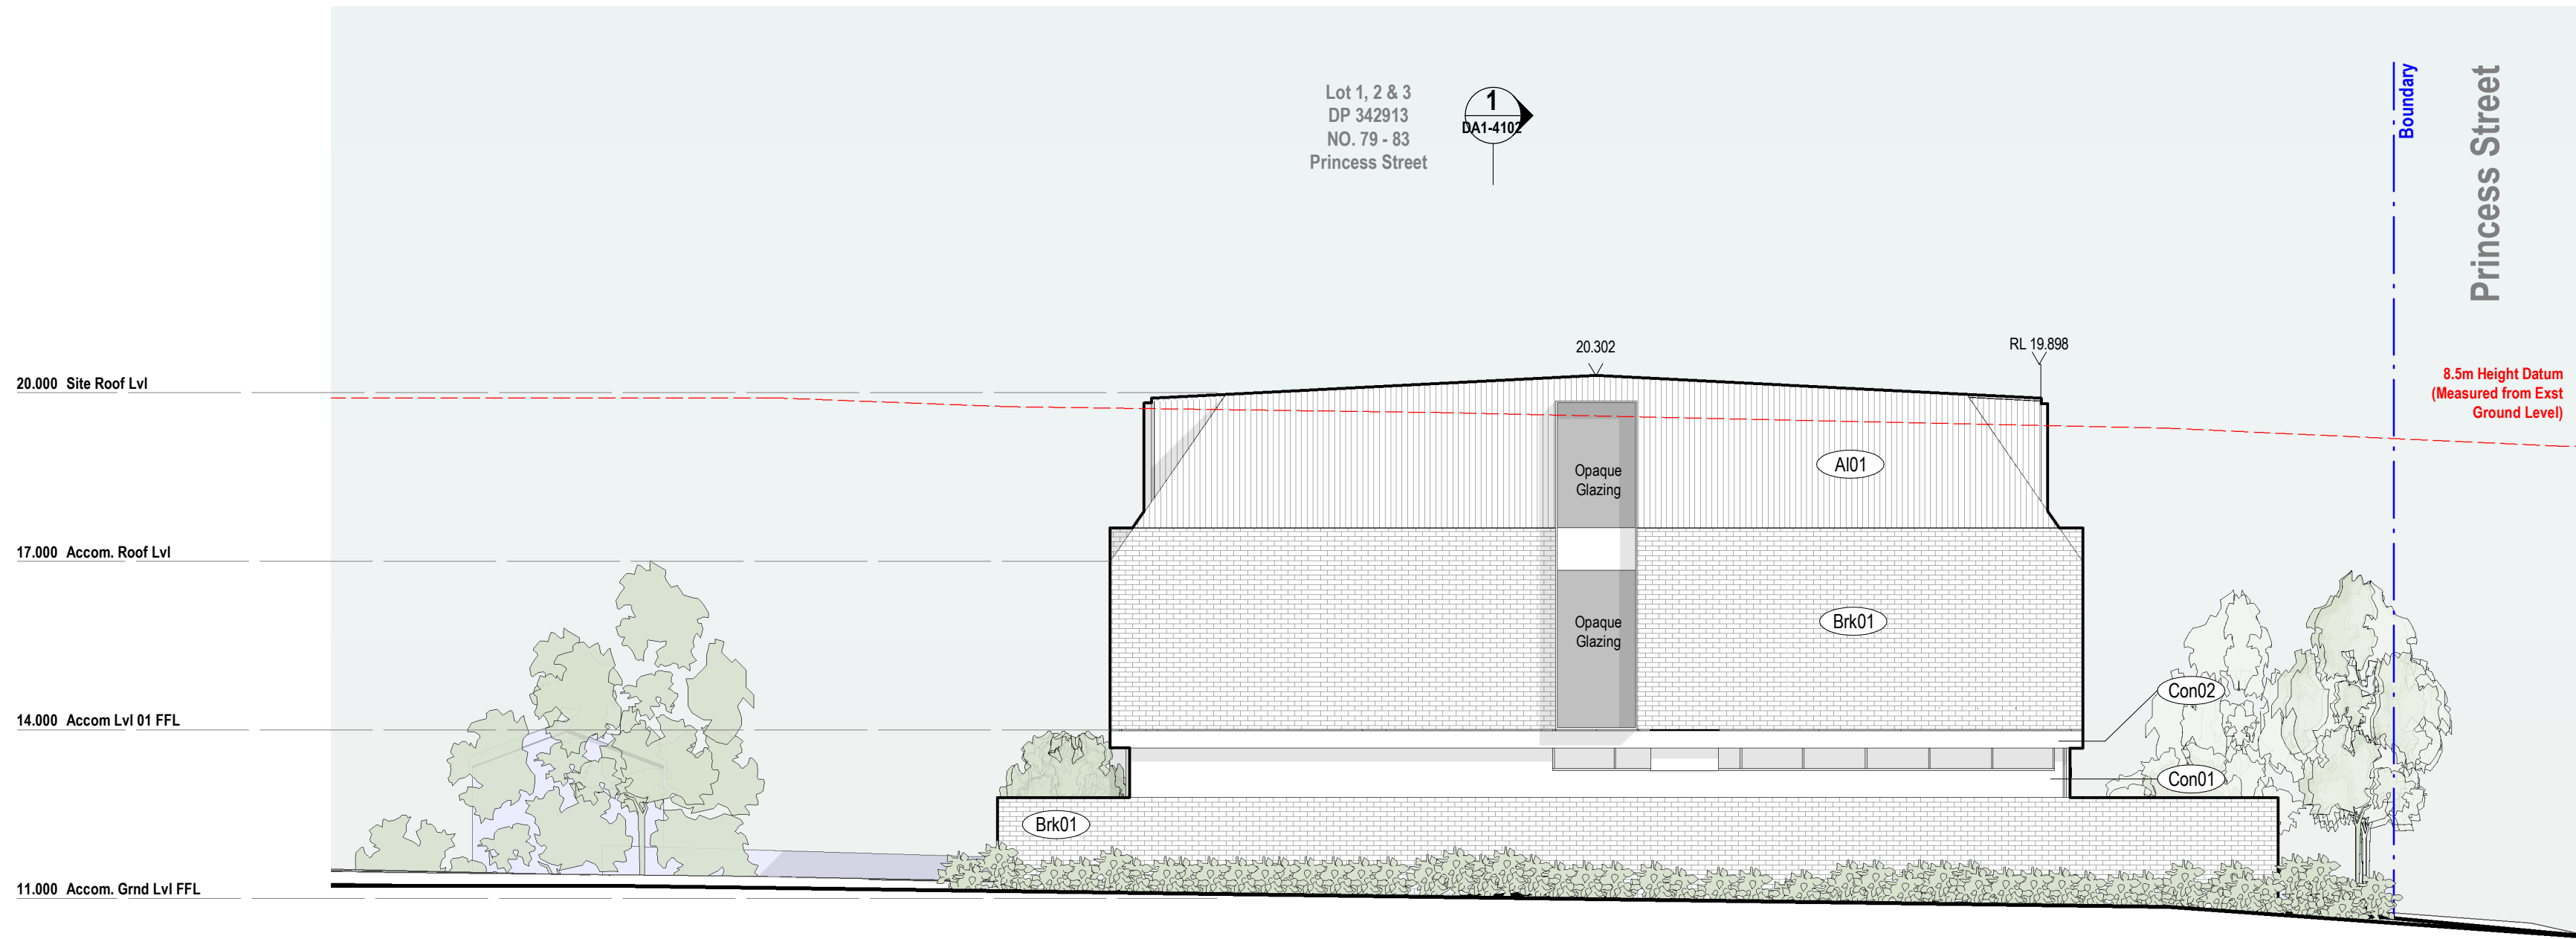 Lot 1, 2 & 3
DP 342913
NO. 79 - 83
Princess Street
1
DA1-4102
Boundary
Princess Street
20.302
RL 19.898
20.000 Site Roof Lvl
8.5m Height Datum
(Measured from Exst
Ground Level)
Al01
Opaque
Glazing
17.000 Accom. Roof Lvl
Brk01
Opaque
Glazing
Con02
14.000 Accom Lvl 01 FFL
Con01
Brk01
11.000 Accom. Grnd Lvl FFL